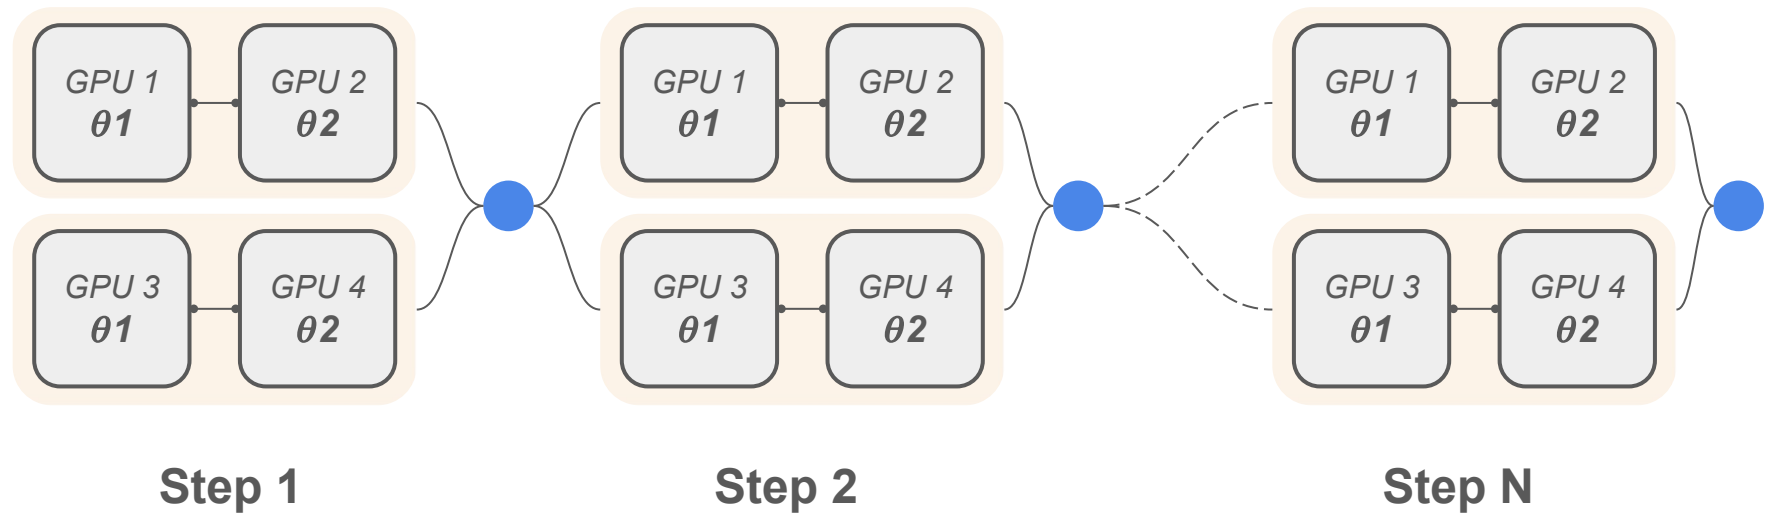 GPU 1
θ1
GPU 2
θ2
GPU 3
θ1
GPU 4
θ2
Step 1
GPU 1
θ1
GPU 2
θ2
GPU 3
θ1
GPU 4
θ2
Step 2
GPU 1
θ1
GPU 2
θ2
GPU 3
θ1
GPU 4
θ2
Step N